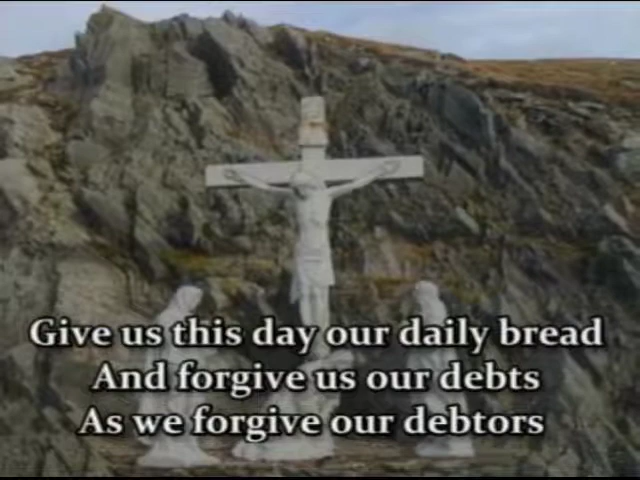 Give us this day our daily bread
And forgive us our debts
As we forgive our debtors